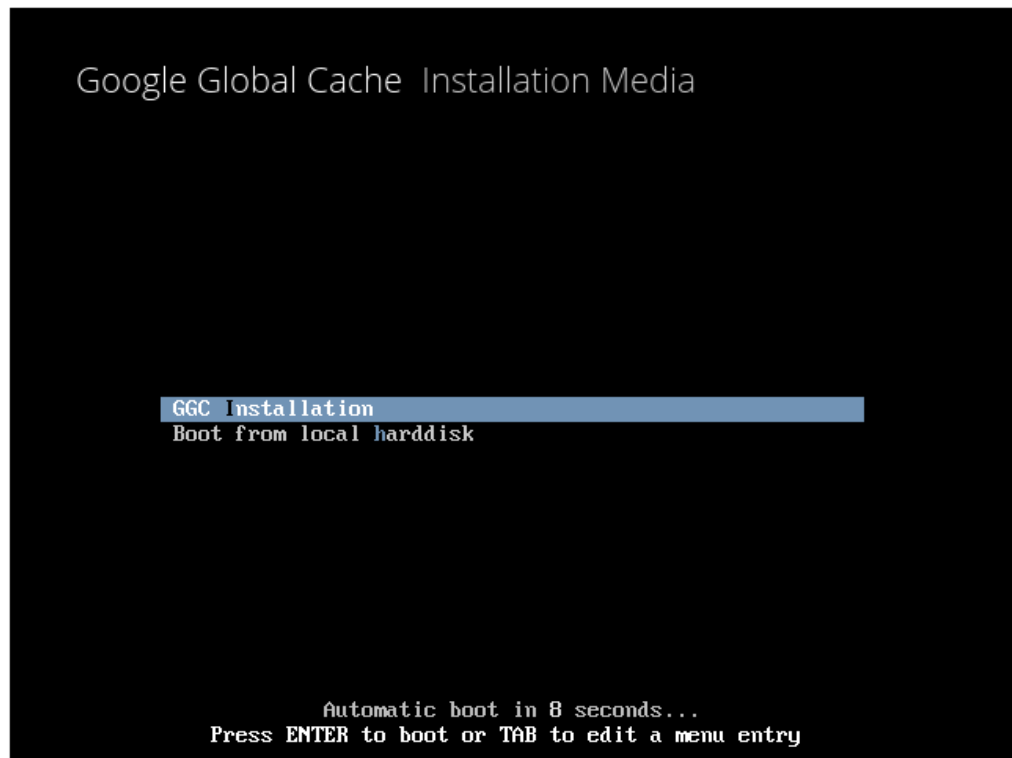 Google Global Cache Installation Media
GGC Installation
Boot from local harddisk
Automatic boot in 8 seconds...
Press ENTER to boot or TAB to edit a menu entry